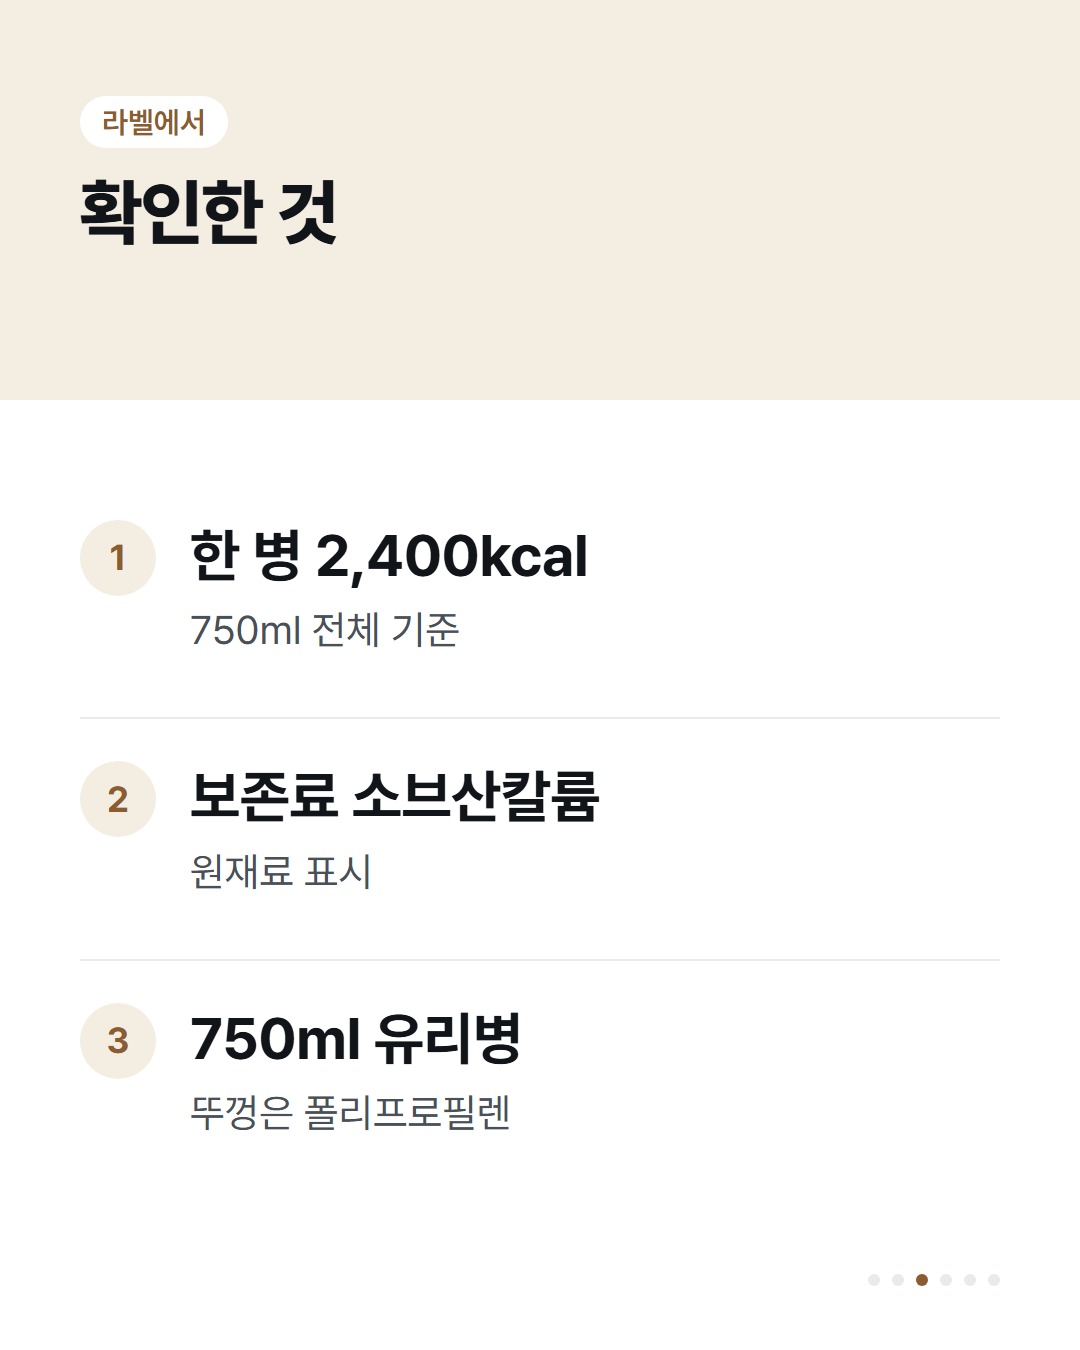 라벨에서
확인한 것
1
한 병 2,400kcal
750ml 전체 기준
2
보존료 소브산칼륨
원재료 표시
3
750ml 유리병
뚜껑은 폴리프로필렌